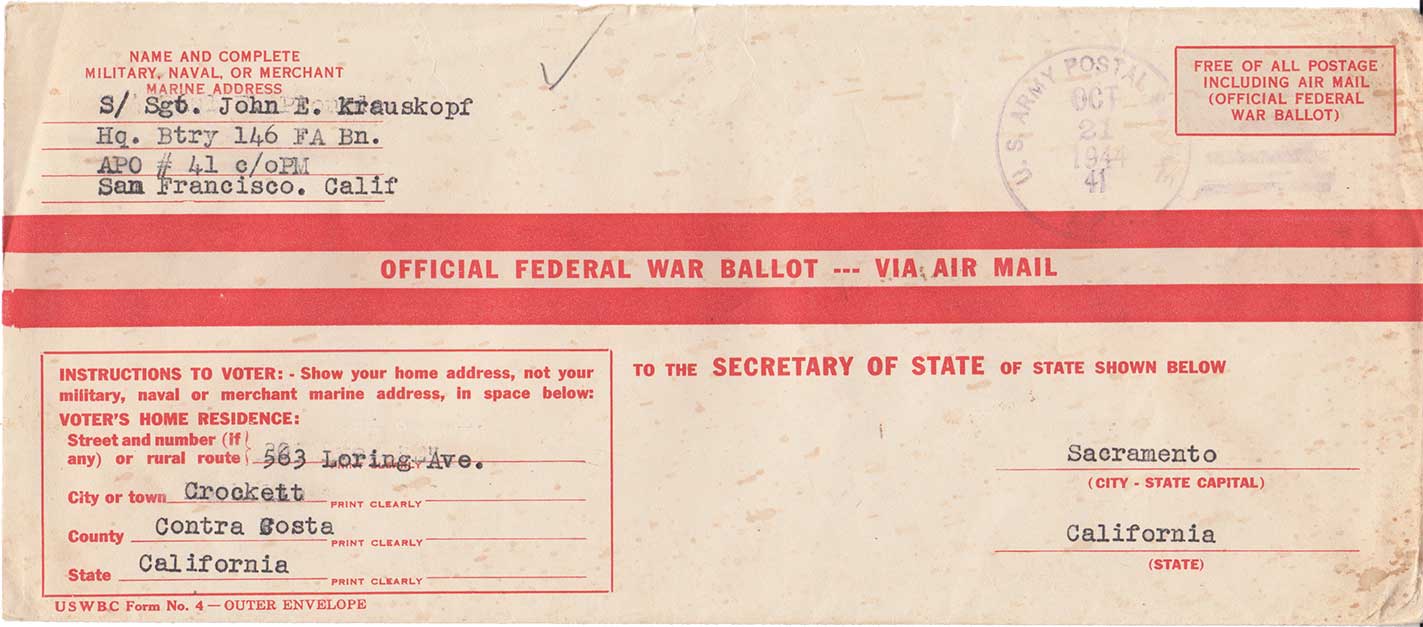 NAME AND COMPLETE
MILITARY, NAVAL, OR MERCHANT
MARINE ADDRESS
S/ Sgt. John E. Krauskopf
Hq. Btry 146 FA Bn.
APO # 41 c/oPM
San Francisco. Calif
U. S. ARMY POSTAL
OCT
21
1944
41
FREE OF ALL POSTAGE
INCLUDING AIR MAIL
(OFFICIAL FEDERAL
WAR BALLOT)
OFFICIAL FEDERAL WAR BALLOT --- VIA AIR MAIL
INSTRUCTIONS TO VOTER: - Show your home address, not your
military, naval or merchant marine address, in space below:
VOTER'S HOME RESIDENCE:
Street and number (if
any) or rural route 563 Loring Ave.
City or town Crockett PRINT CLEARLY
County Contra Costa PRINT CLEARLY
State California PRINT CLEARLY
USWBC Form No. 4 — OUTER ENVELOPE
TO THE SECRETARY OF STATE OF STATE SHOWN BELOW
Sacramento
(CITY - STATE CAPITAL)
California
(STATE)